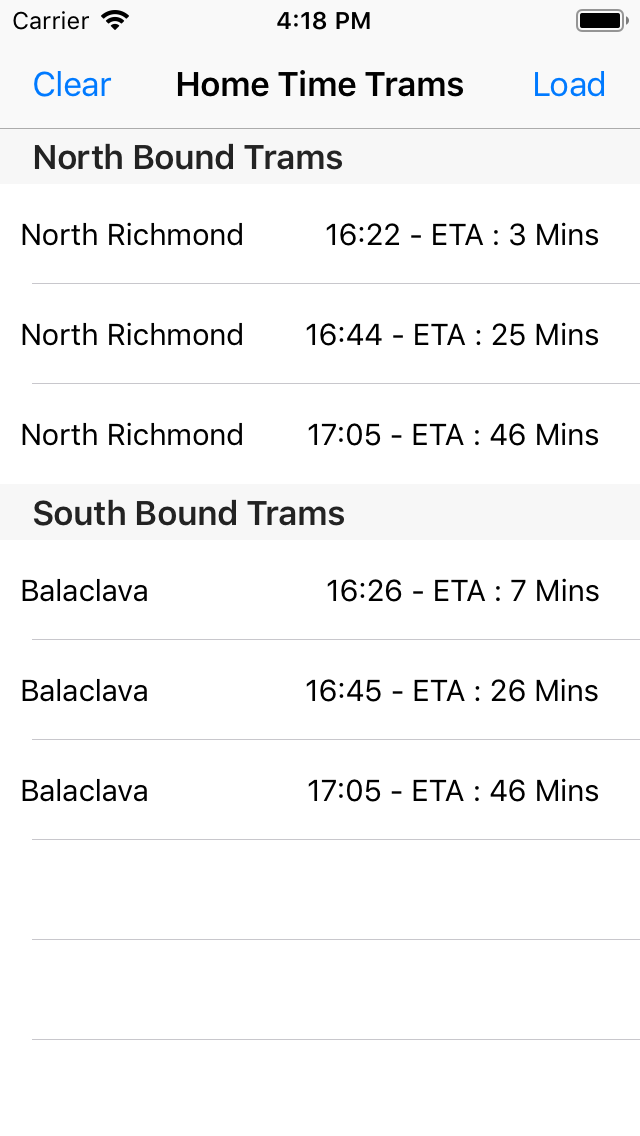 Carrier 4:18 PM
Clear Home Time Trams Load
North Bound Trams
North Richmond 16:22 - ETA : 3 Mins
North Richmond 16:44 - ETA : 25 Mins
North Richmond 17:05 - ETA : 46 Mins
South Bound Trams
Balaclava 16:26 - ETA : 7 Mins
Balaclava 16:45 - ETA : 26 Mins
Balaclava 17:05 - ETA : 46 Mins